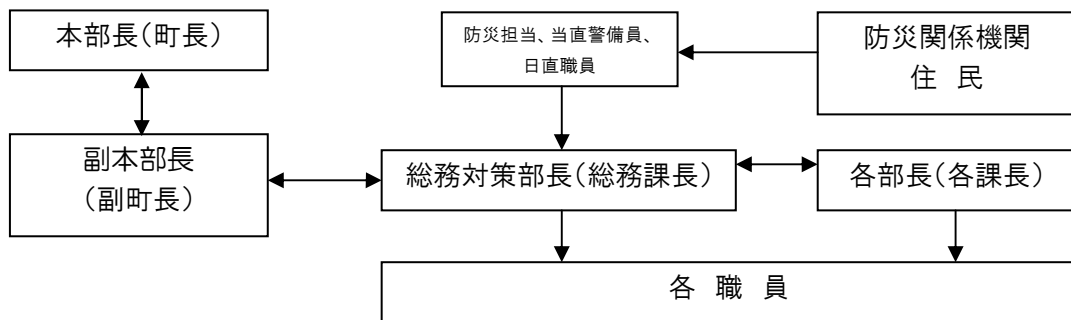 本部長(町長)
防災担当、当直警備員、
日直職員
防災関係機関
住 民
副本部長
(副町長)
総務対策部長(総務課長)
各部長(各課長)
各 職 員